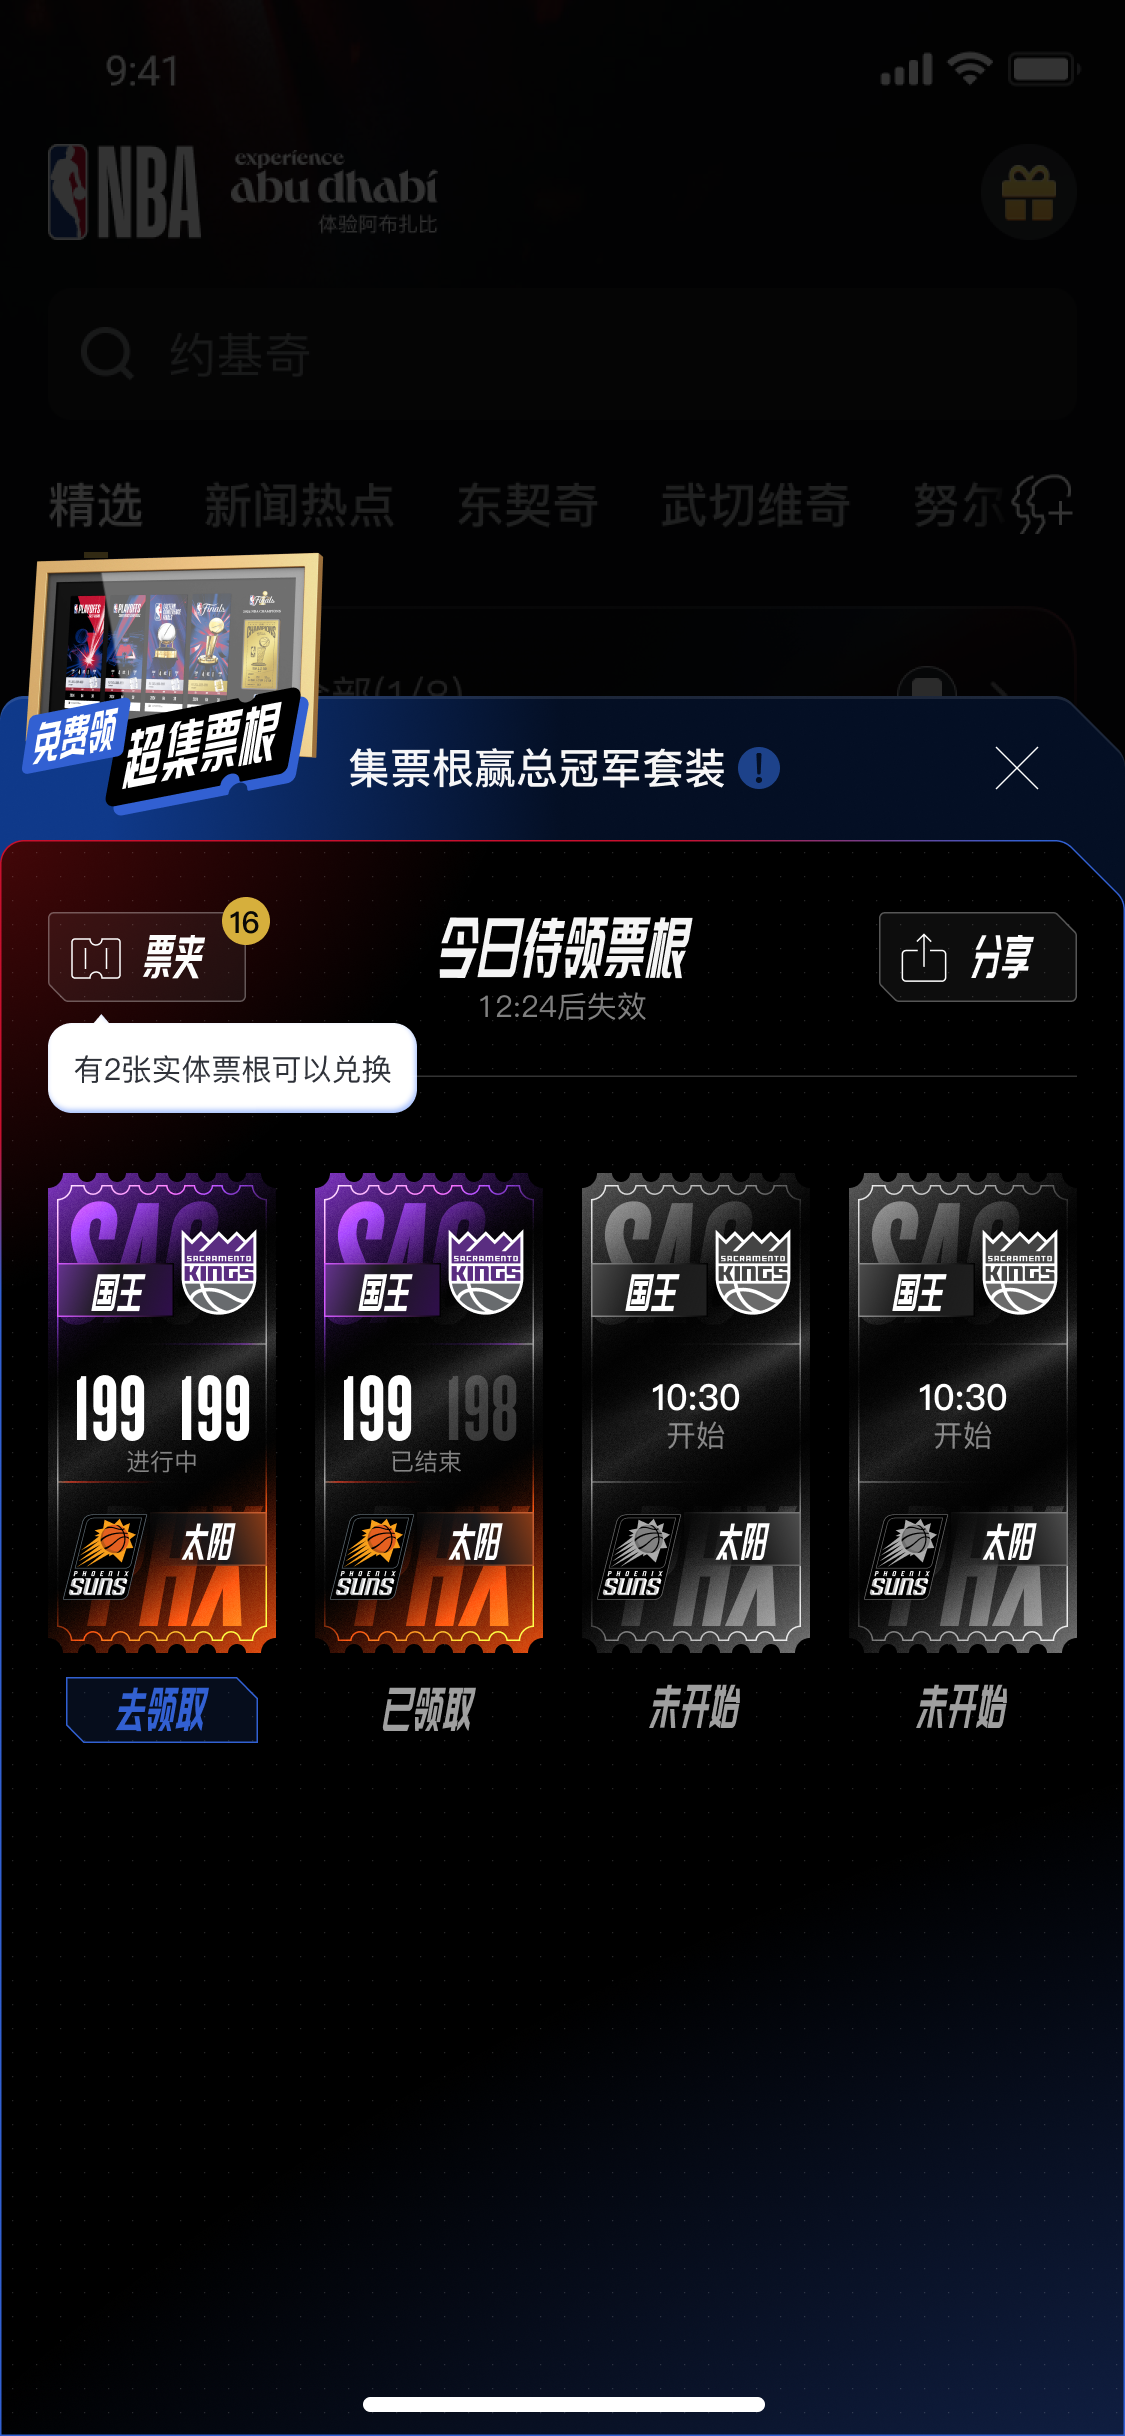 9:41
NBA
experience
abu dhabi
体验阿布扎比
约基奇
精选 新闻热点 东契奇 武切维奇 努尔
全部(1/8)
PLAYOFFS PLAYOFFS Finals Finals
CHAMPIONS
免费领
超集票根
集票根赢总冠军套装
票夹
16
今日待领票根
12:24后失效
分享
有2张实体票根可以兑换
SAC SAC SAC SAC
SACRAMENTO KINGS SACRAMENTO KINGS SACRAMENTO KINGS SACRAMENTO KINGS
国王 国王 国王 国王
199 199 199 198 10:30 10:30
进行中 已结束 开始 开始
太阳 太阳 太阳 太阳
PHOENIX SUNS PHOENIX SUNS PHOENIX SUNS PHOENIX SUNS
PHX PHX PHX PHX
去领取 已领取 未开始 未开始